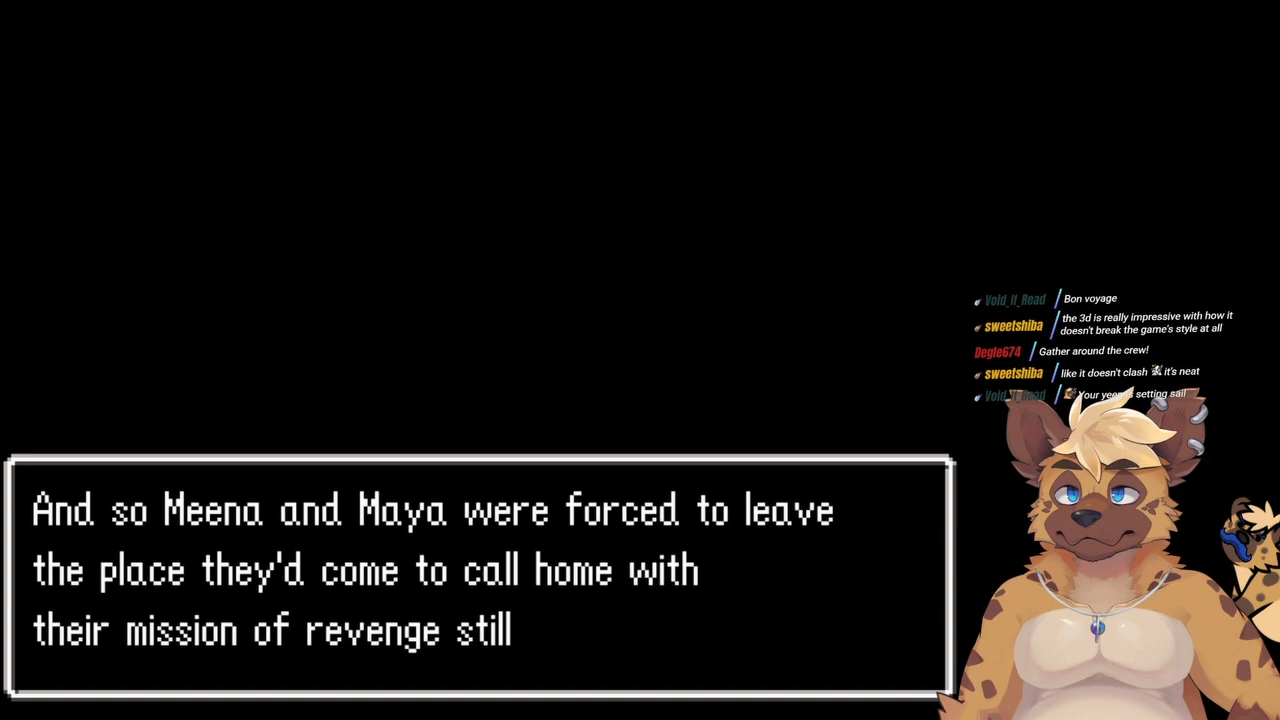 Void_If_Read / Bon voyage
sweetshiba / the 3d is really impressive with how it
doesn't break the game's style at all
Degle674 / Gather around the crew!
sweetshiba / like it doesn't clash it's neat
setting sail
And so Meena and Maya were forced to leave
the place they'd come to call home with
their mission of revenge still